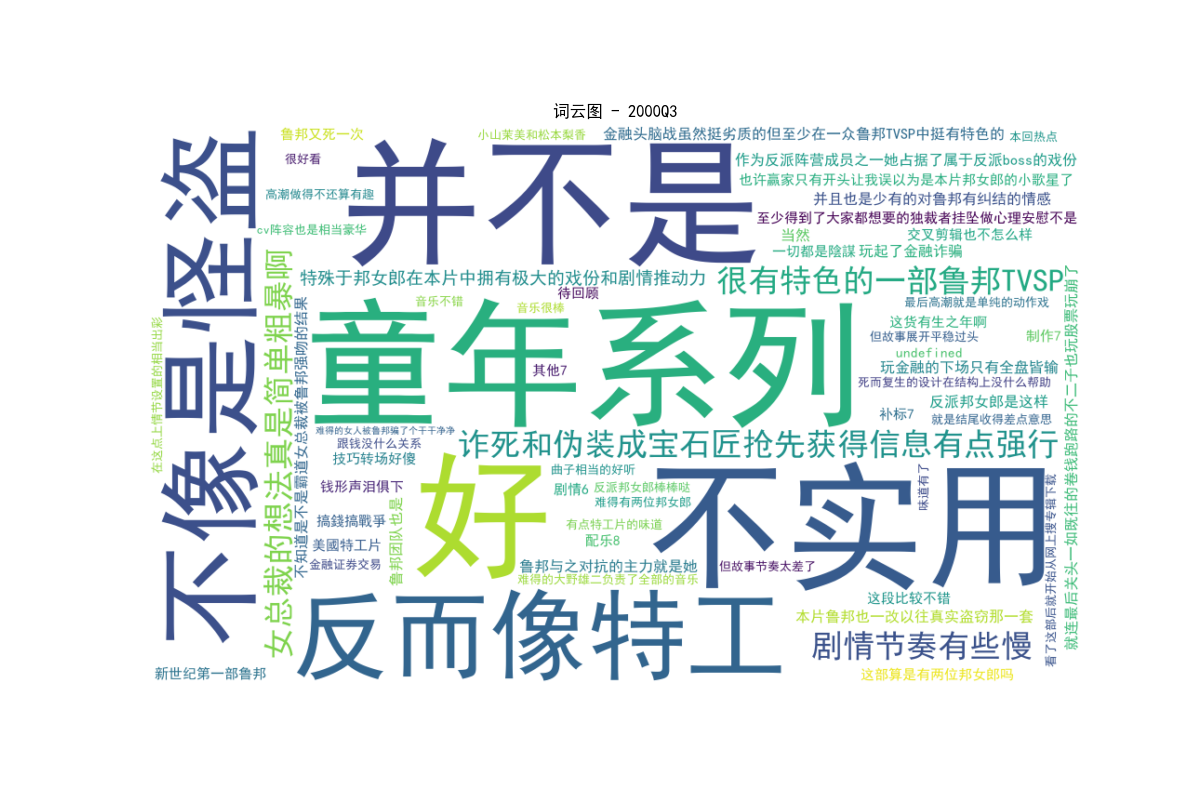 词云图 - 2000Q3
鲁邦又死一次
小山茉美和松本梨香
金融头脑战虽然挺劣质的但至少在一众鲁邦TVSP中挺有特色的
本回热点
很好看
并不是
作为反派阵营成员之一她占据了属于反派boss的戏份
也许赢家只有开头让我误以为是本片邦女郎的小歌星了
高潮做得不还算有趣
并且也是少有的对鲁邦有纠结的情感
至少得到了大家都想要的独裁者挂坠做心理安慰不是
cv阵容也是相当豪华
当然
交叉剪辑也不怎么样
一切都是陰謀
玩起了金融诈骗
不像是怪盗
特殊于邦女郎在本片中拥有极大的戏份和剧情推动力
很有特色的一部鲁邦TVSP
待回顾
音乐不错
音乐很棒
最后高潮就是单纯的动作戏
童年系列
这货有生之年啊
但故事展开平稳过头
制作7
undefined
玩金融的下场只有全盘皆输
其他7
死而复生的设计在结构上没什么帮助
反派邦女郎是这样
补标7
就是结尾收得差点意思
在这点上情节设置的相当出彩
女总裁的想法真是简单粗暴啊
不知道是不是霸道女总裁被鲁邦强吻的结果
就连最后关头一如既往的卷钱跑路的不二子也玩股票玩崩了
难得的女人被鲁邦骗了个干干净净
跟钱没什么关系
诈死和伪装成宝石匠抢先获得信息有点强行
技巧转场好傻
好
曲子相当的好听
不实用
味道有了
钱形声泪俱下
剧情6
反派邦女郎棒棒哒
难得有两位邦女郎
鲁邦团队也是
搞錢搞戰爭
有点特工片的味道
配乐8
美國特工片
金融证券交易
鲁邦与之对抗的主力就是她
但故事节奏太差了
难得的大野雄二负责了全部的音乐
看了这部后就开始从网上搜专辑下载
反而像特工
这段比较不错
本片鲁邦也一改以往真实盗窃那一套
剧情节奏有些慢
新世纪第一部鲁邦
这部算是有两位邦女郎吗